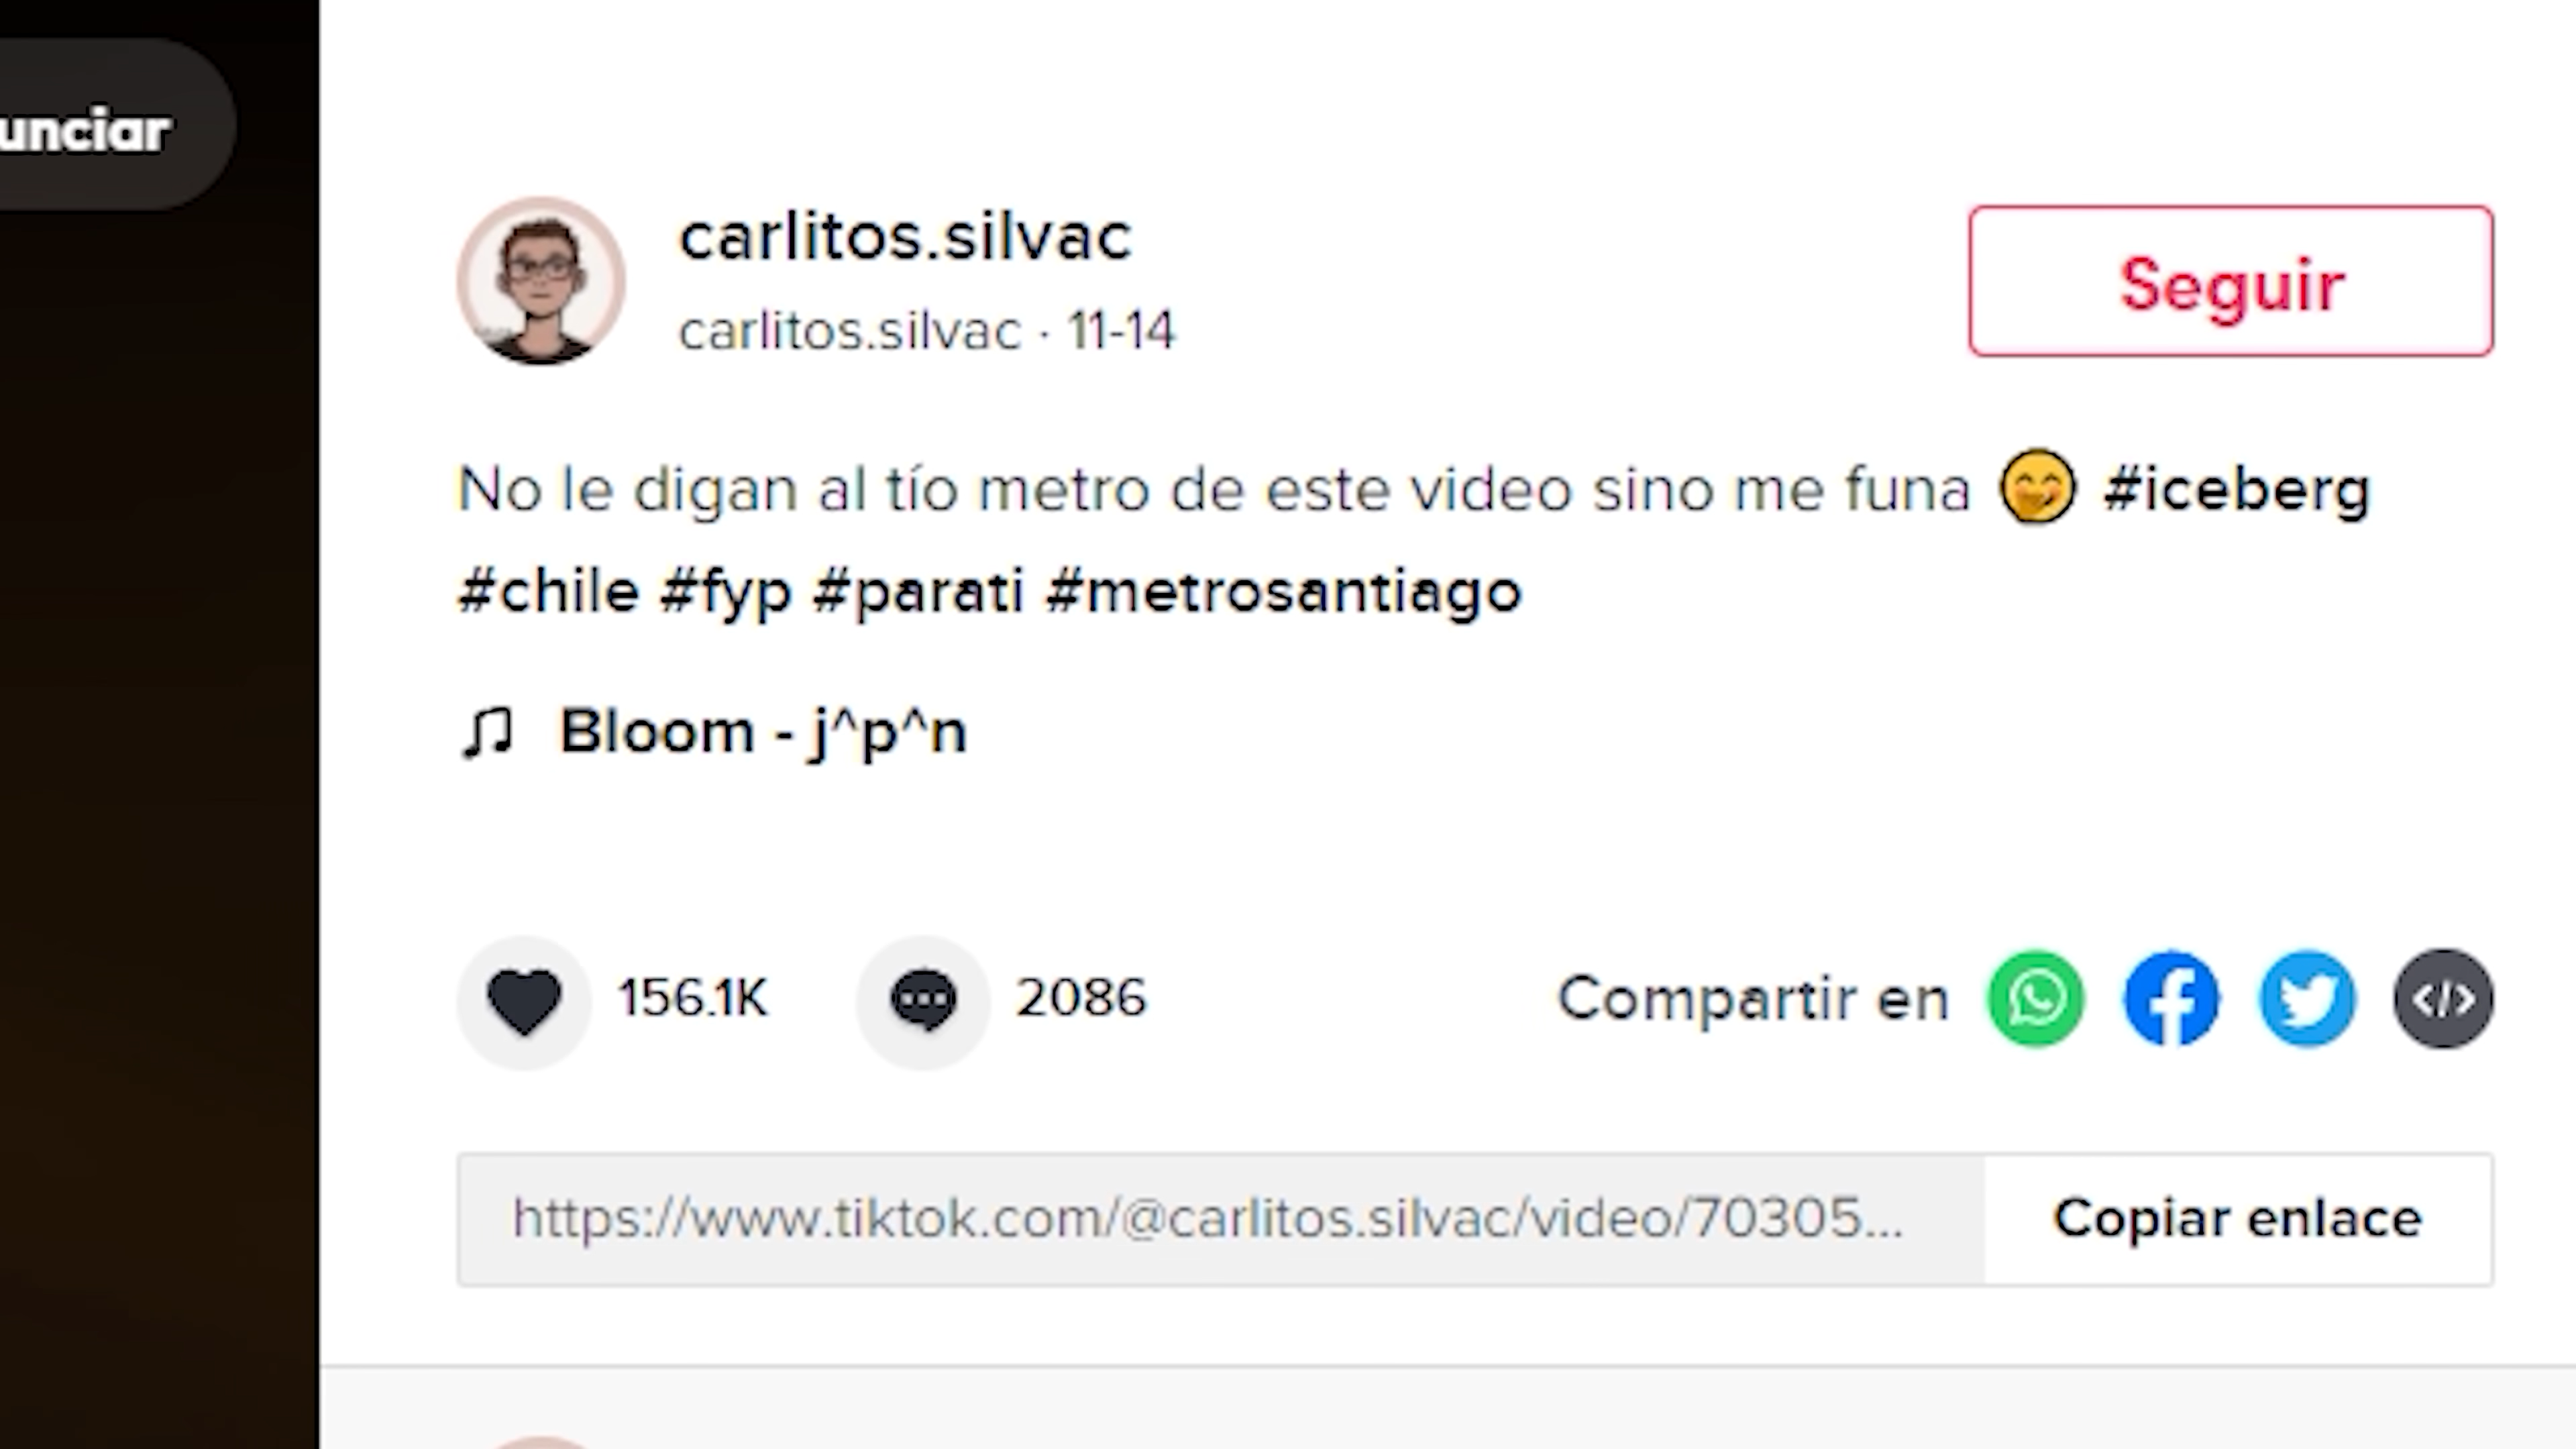 unciar
carlitos.silvac
carlitos.silvac · 11-14
Seguir
No le digan al tío metro de este video sino me funa 🤭 #iceberg
#chile #fyp #parati #metrosantiago
Bloom - j^p^n
156.1K 2086 Compartir en
https://www.tiktok.com/@carlitos.silvac/video/70305... Copiar enlace